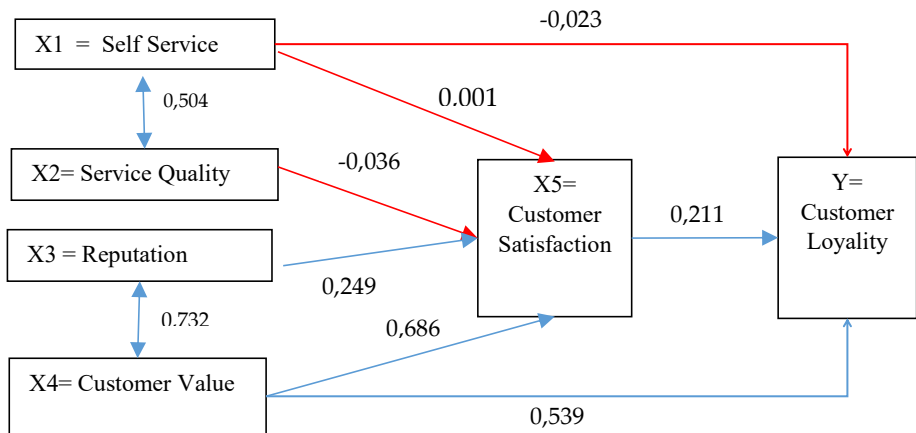 -0,023
X1 = Self Service
0,001
0,504
-0,036
X2= Service Quality
X5=
Customer
Satisfaction
Y=
Customer
Loyality
0,211
X3 = Reputation
0,249
0,732
0,686
X4= Customer Value
0,539